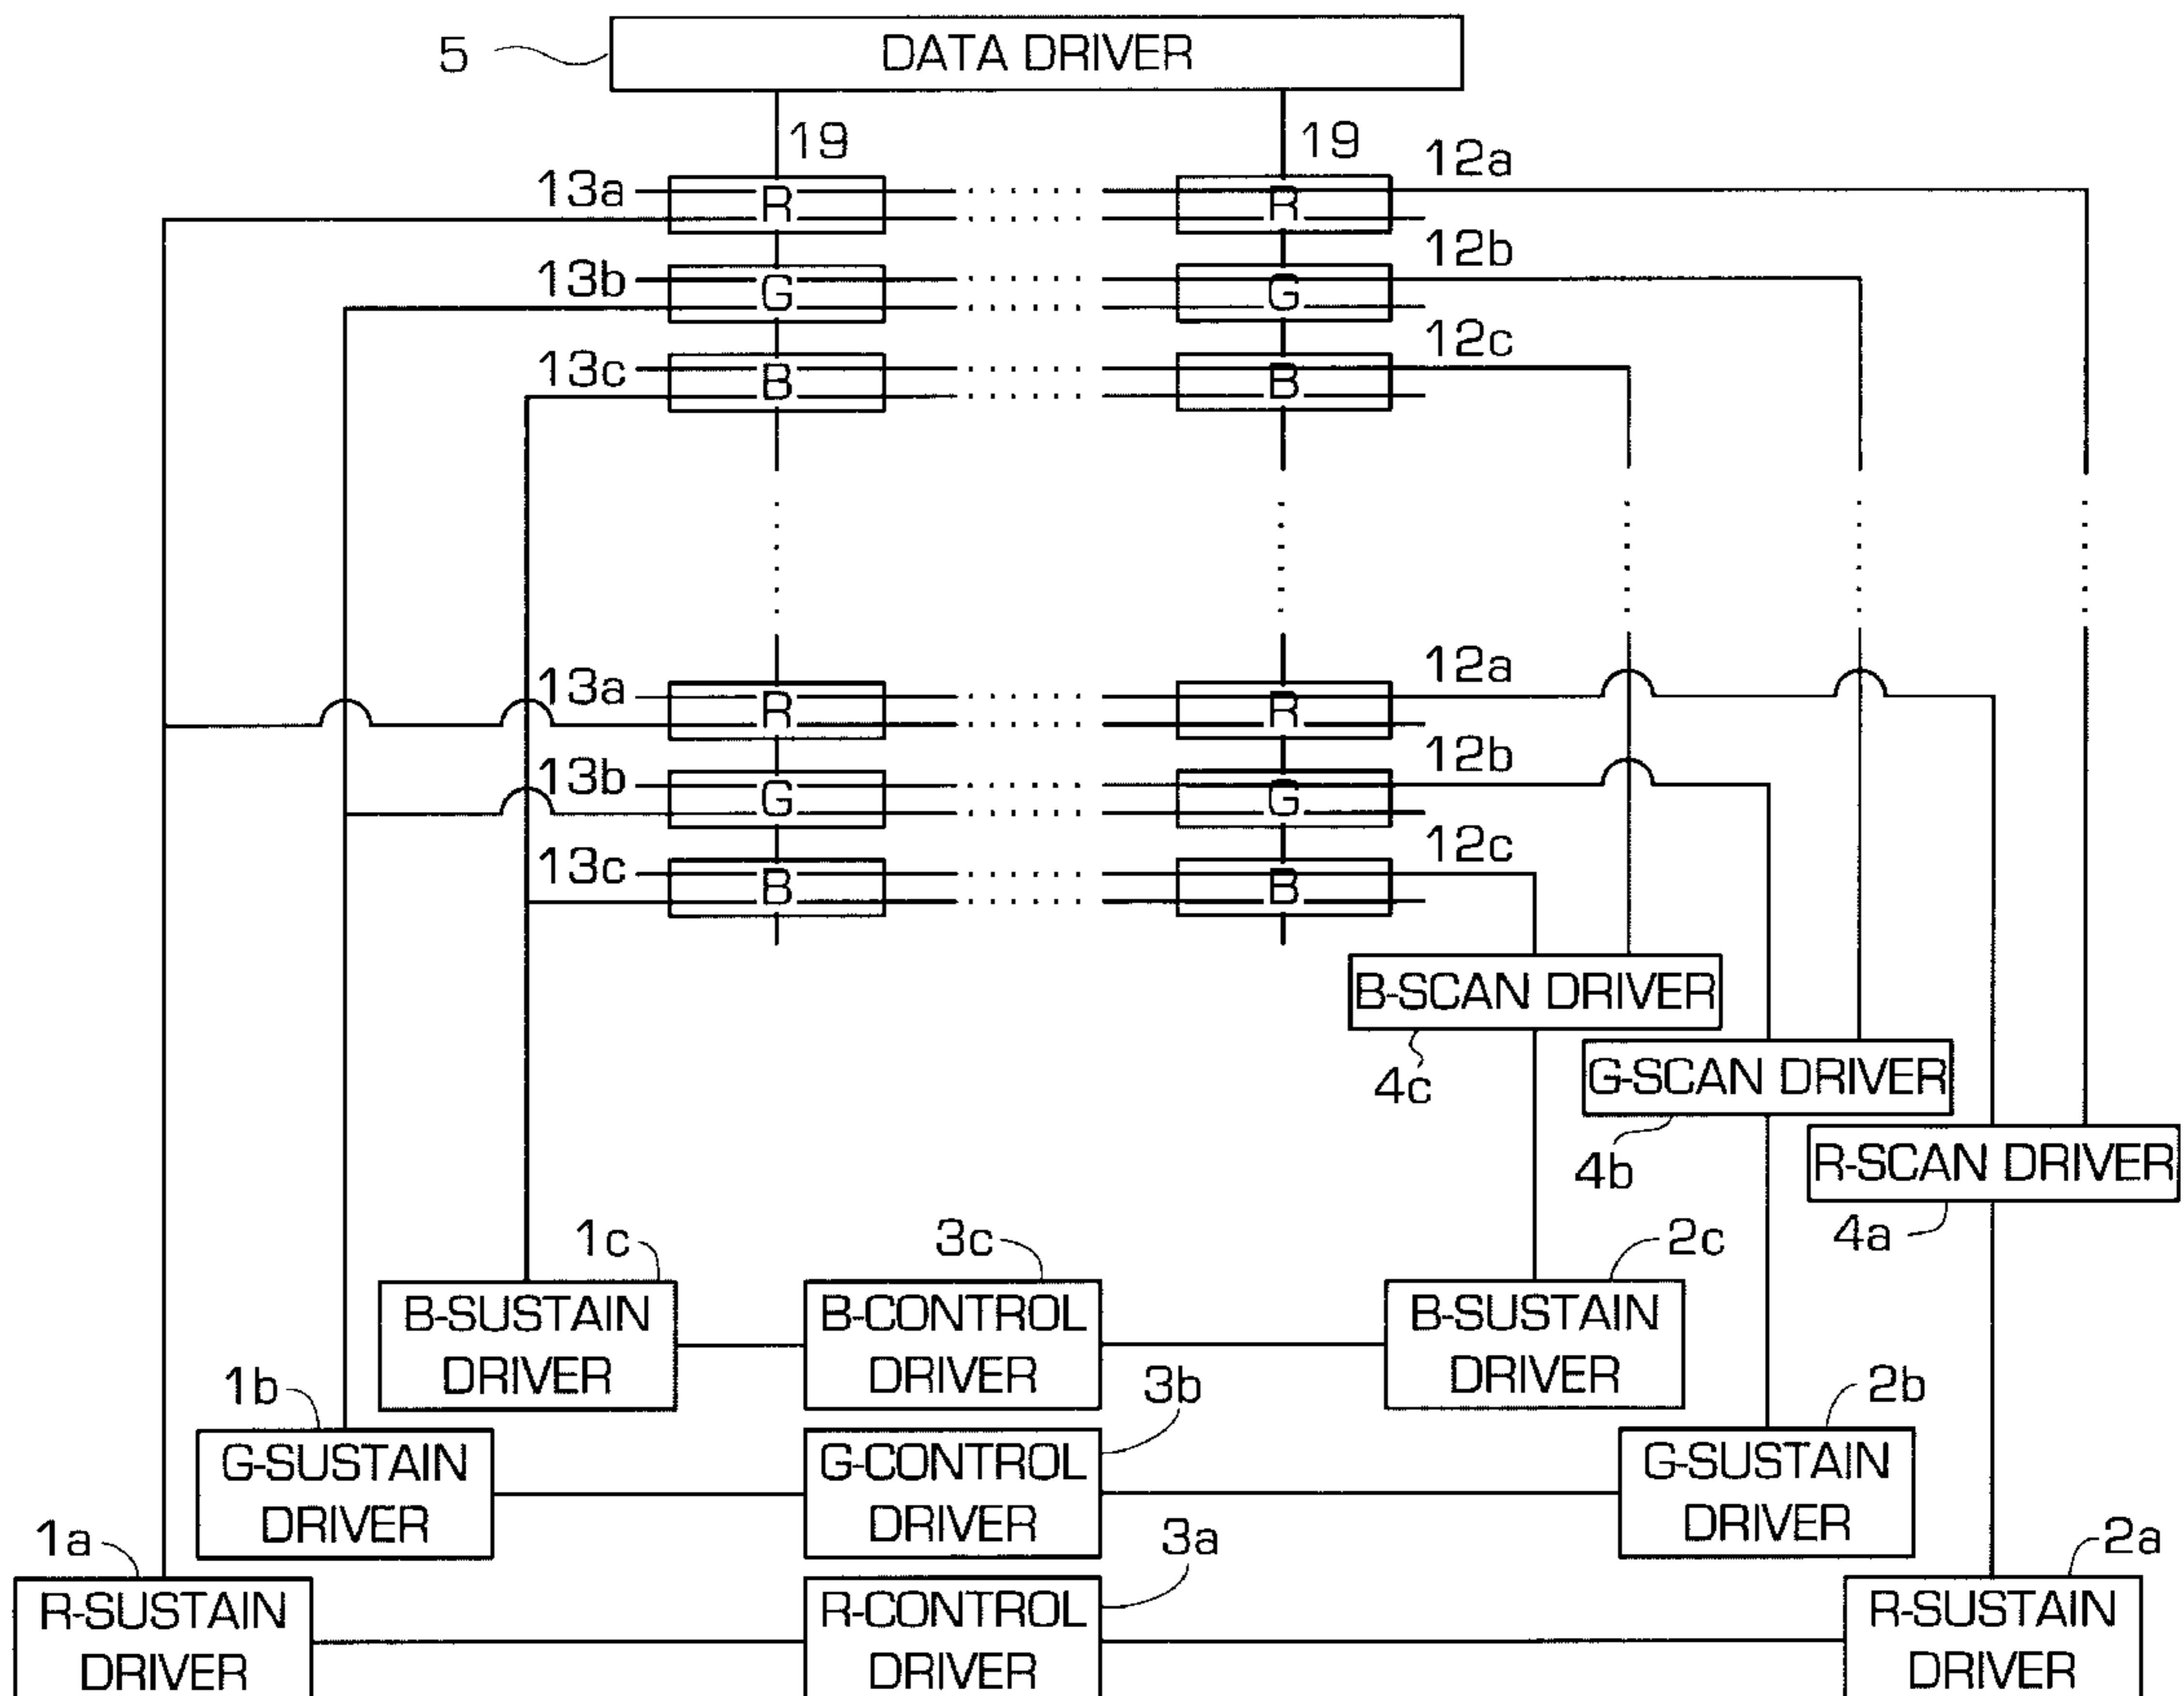 5
DATA DRIVER
19
19
13a
R
R
12a
13b
G
G
12b
13c
B
B
12c
13a
R
R
12a
13b
G
G
12b
13c
B
B
12c
B-SCAN DRIVER
4c
G-SCAN DRIVER
4b
R-SCAN DRIVER
4a
1c
3c
2c
B-SUSTAIN
DRIVER
B-CONTROL
DRIVER
B-SUSTAIN
DRIVER
1b
3b
2b
G-SUSTAIN
DRIVER
G-CONTROL
DRIVER
G-SUSTAIN
DRIVER
1a
3a
2a
R-SUSTAIN
DRIVER
R-CONTROL
DRIVER
R-SUSTAIN
DRIVER